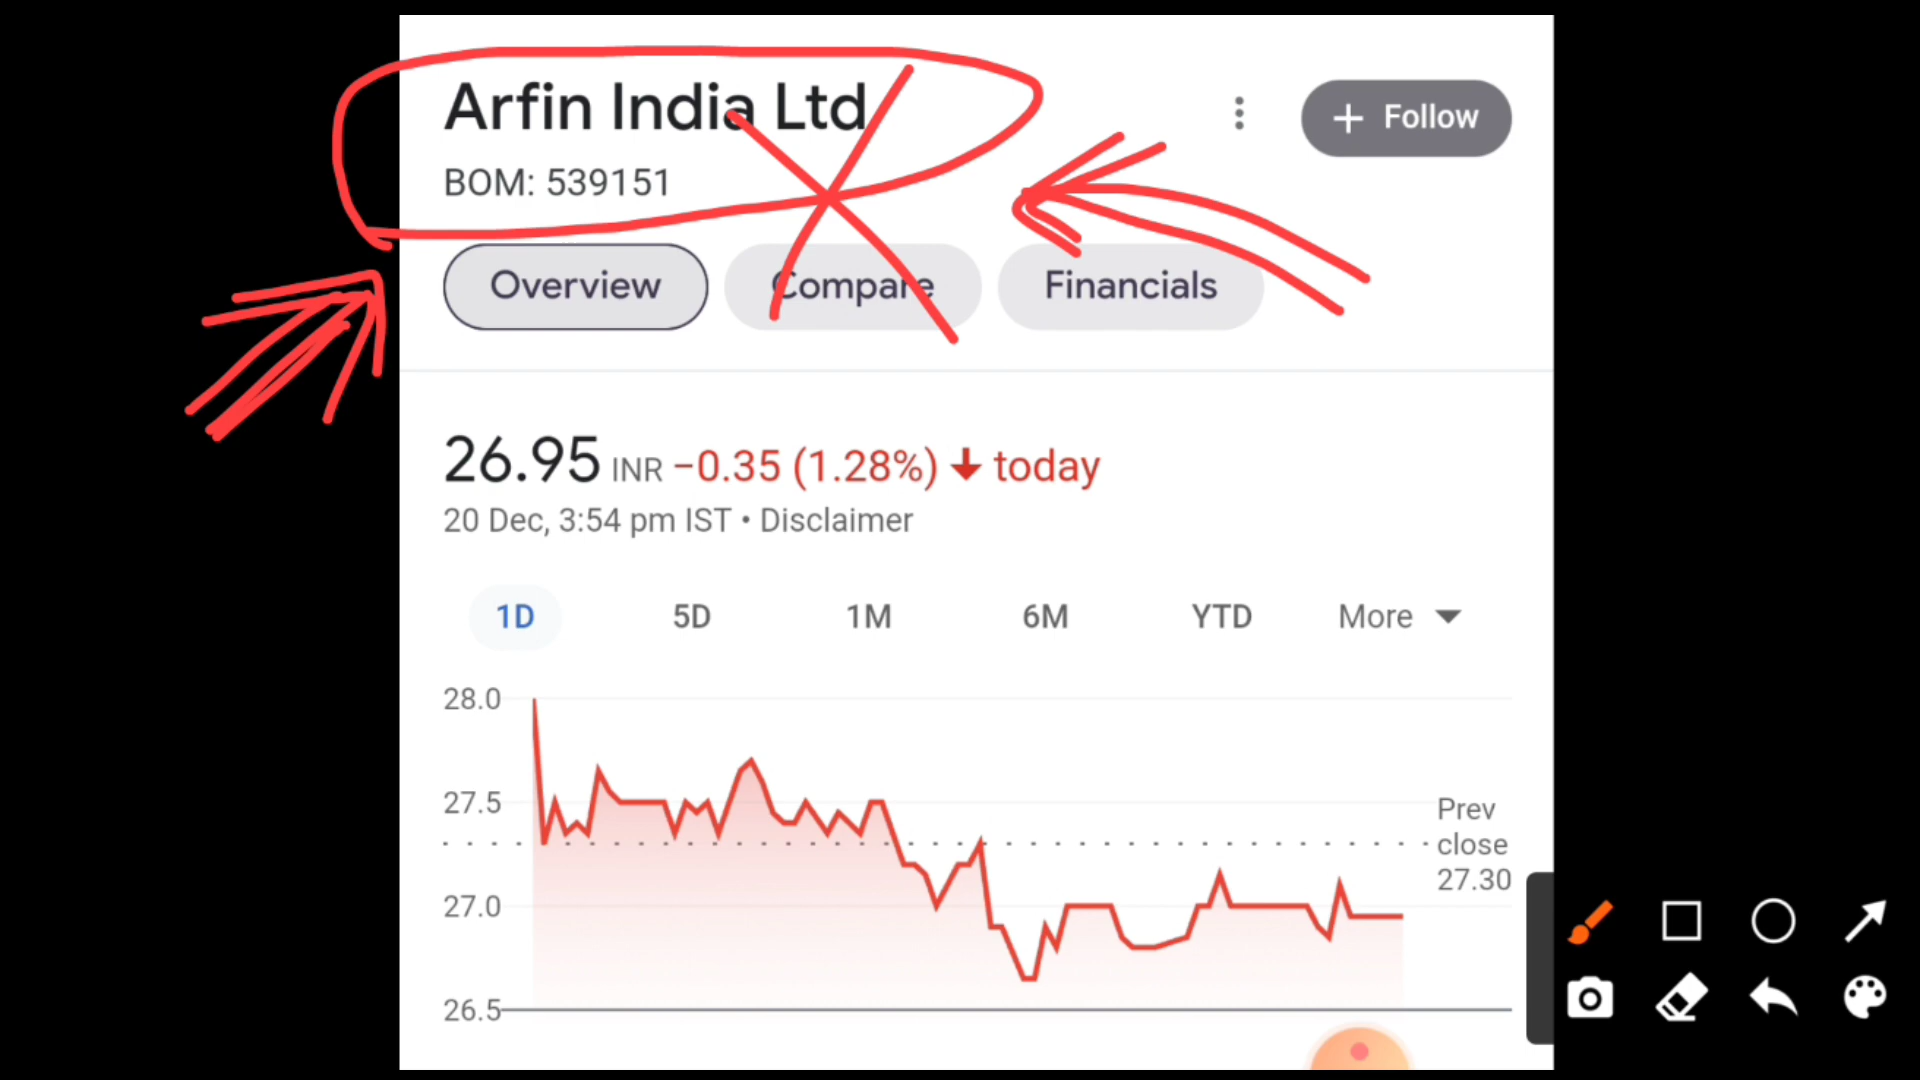 Arfin India Ltd
+ Follow
BOM: 539151
Overview
Compare
Financials
26.95 INR −0.35 (1.28%) ↓ today
20 Dec, 3:54 pm IST • Disclaimer
1D 5D 1M 6M YTD More
28.0
27.5
27.0
26.5
Prev
close
27.30